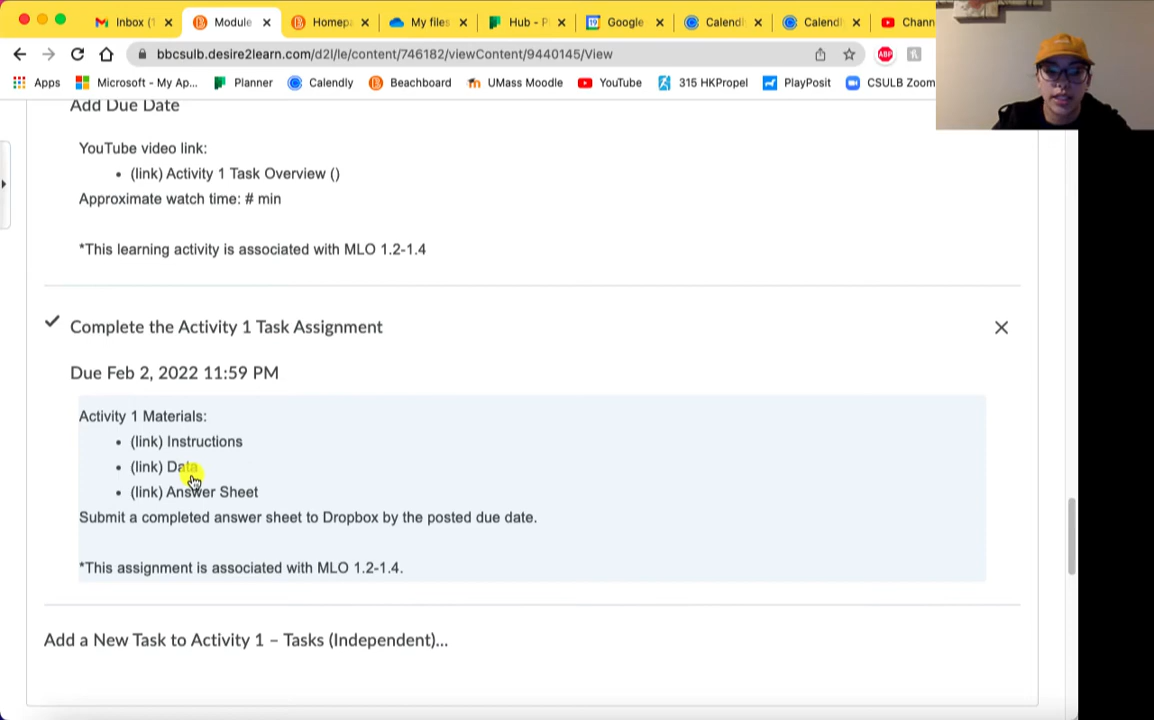 Inbox (1
Module
Homepa
My files
Hub - P
Google
Calendl
Calendl
Chann
bbcsulb.desire2learn.com/d2l/le/content/746182/viewContent/9440145/View
ABP
Apps
Microsoft - My Ap...
Planner
Calendly
Beachboard
UMass Moodle
YouTube
315 HKPropel
PlayPosit
CSULB Zoom
Add Due Date
YouTube video link:
• (link) Activity 1 Task Overview ()
Approximate watch time: # min
*This learning activity is associated with MLO 1.2-1.4
Complete the Activity 1 Task Assignment
Due Feb 2, 2022 11:59 PM
Activity 1 Materials:
• (link) Instructions
• (link) Data
• (link) Answer Sheet
Submit a completed answer sheet to Dropbox by the posted due date.
*This assignment is associated with MLO 1.2-1.4.
Add a New Task to Activity 1 – Tasks (Independent)...